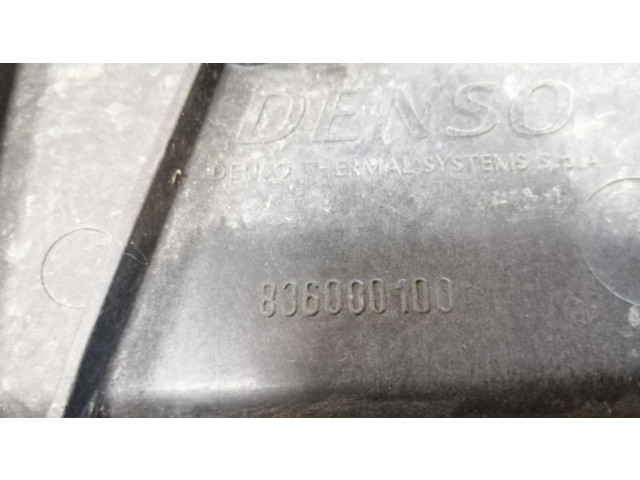 DENSO
DENSO THERMAL SYSTEMS S.p.A
836000100